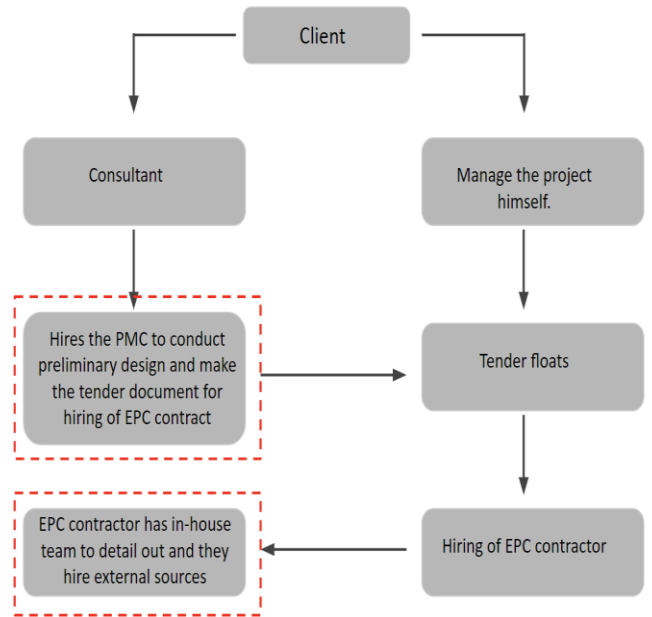 Client
Consultant
Manage the project
himself.
Hires the PMC to conduct
preliminary design and make
the tender document for
hiring of EPC contract
Tender floats
EPC contractor has in-house
team to detail out and they
hire external sources
Hiring of EPC contractor